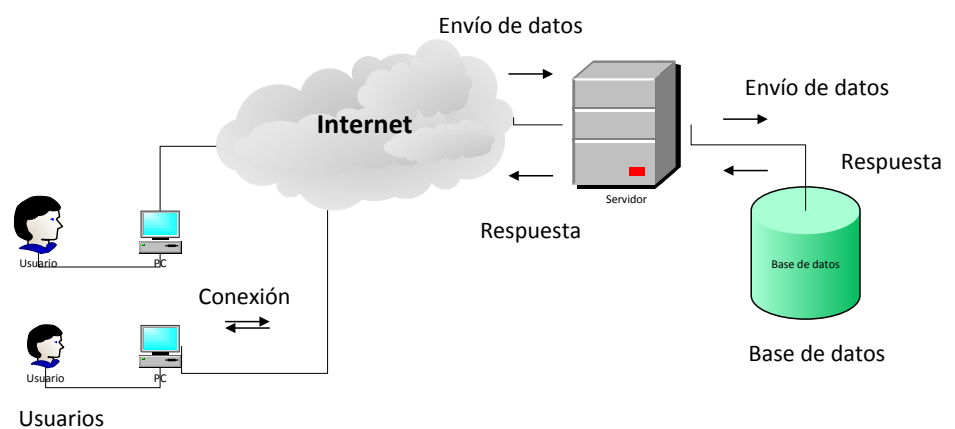 Envío de datos
Internet
Envío de datos
Respuesta
Servidor
Respuesta
Usuario
PC
Base de datos
Conexión
Base de datos
Usuario
PC
Usuarios